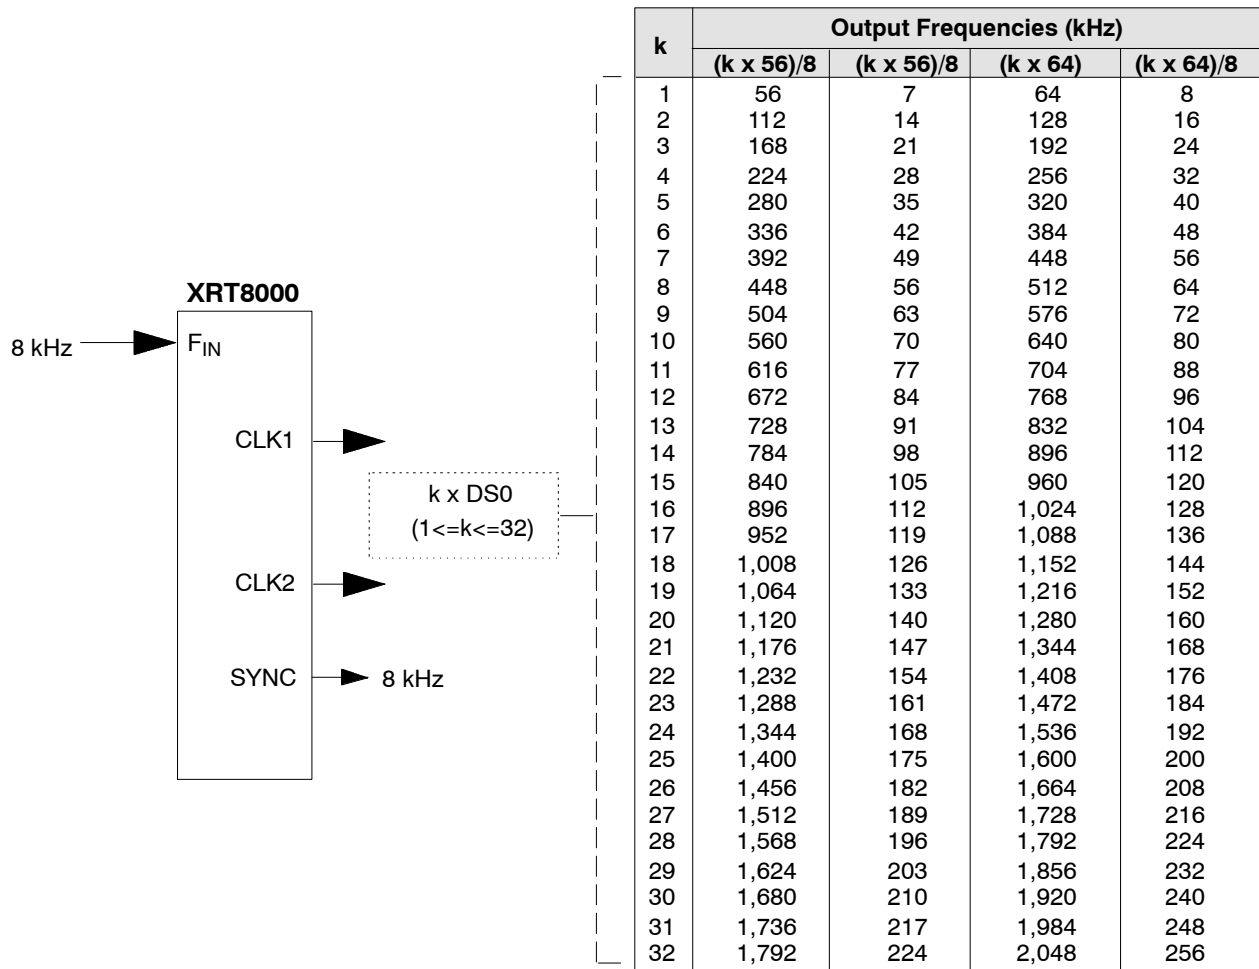 XRT8000
8 kHz
F_IN
CLK1
CLK2
SYNC
8 kHz
k x DS0
(1<=k<=32)
k Output Frequencies (kHz)
(k x 56)/8 (k x 56)/8 (k x 64) (k x 64)/8
1 56 7 64 8
2 112 14 128 16
3 168 21 192 24
4 224 28 256 32
5 280 35 320 40
6 336 42 384 48
7 392 49 448 56
8 448 56 512 64
9 504 63 576 72
10 560 70 640 80
11 616 77 704 88
12 672 84 768 96
13 728 91 832 104
14 784 98 896 112
15 840 105 960 120
16 896 112 1,024 128
17 952 119 1,088 136
18 1,008 126 1,152 144
19 1,064 133 1,216 152
20 1,120 140 1,280 160
21 1,176 147 1,344 168
22 1,232 154 1,408 176
23 1,288 161 1,472 184
24 1,344 168 1,536 192
25 1,400 175 1,600 200
26 1,456 182 1,664 208
27 1,512 189 1,728 216
28 1,568 196 1,792 224
29 1,624 203 1,856 232
30 1,680 210 1,920 240
31 1,736 217 1,984 248
32 1,792 224 2,048 256